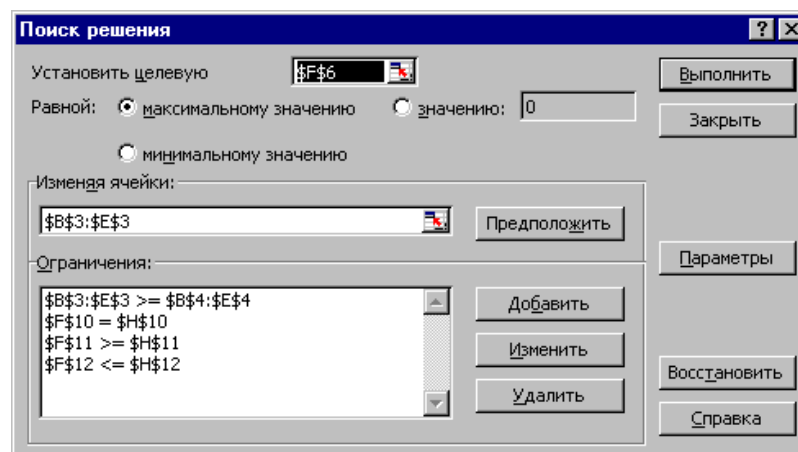 Поиск решения
Установить целевую $F$6 Выполнить
Равной: максимальному значению значению: 0 Закрыть
минимальному значению
Изменяя ячейки:
$B$3:$E$3 Предположить
Ограничения: Параметры
$B$3:$E$3 >= $B$4:$E$4 Добавить
$F$10 = $H$10
$F$11 >= $H$11 Изменить
$F$12 <= $H$12
Восстановить
Удалить
Справка